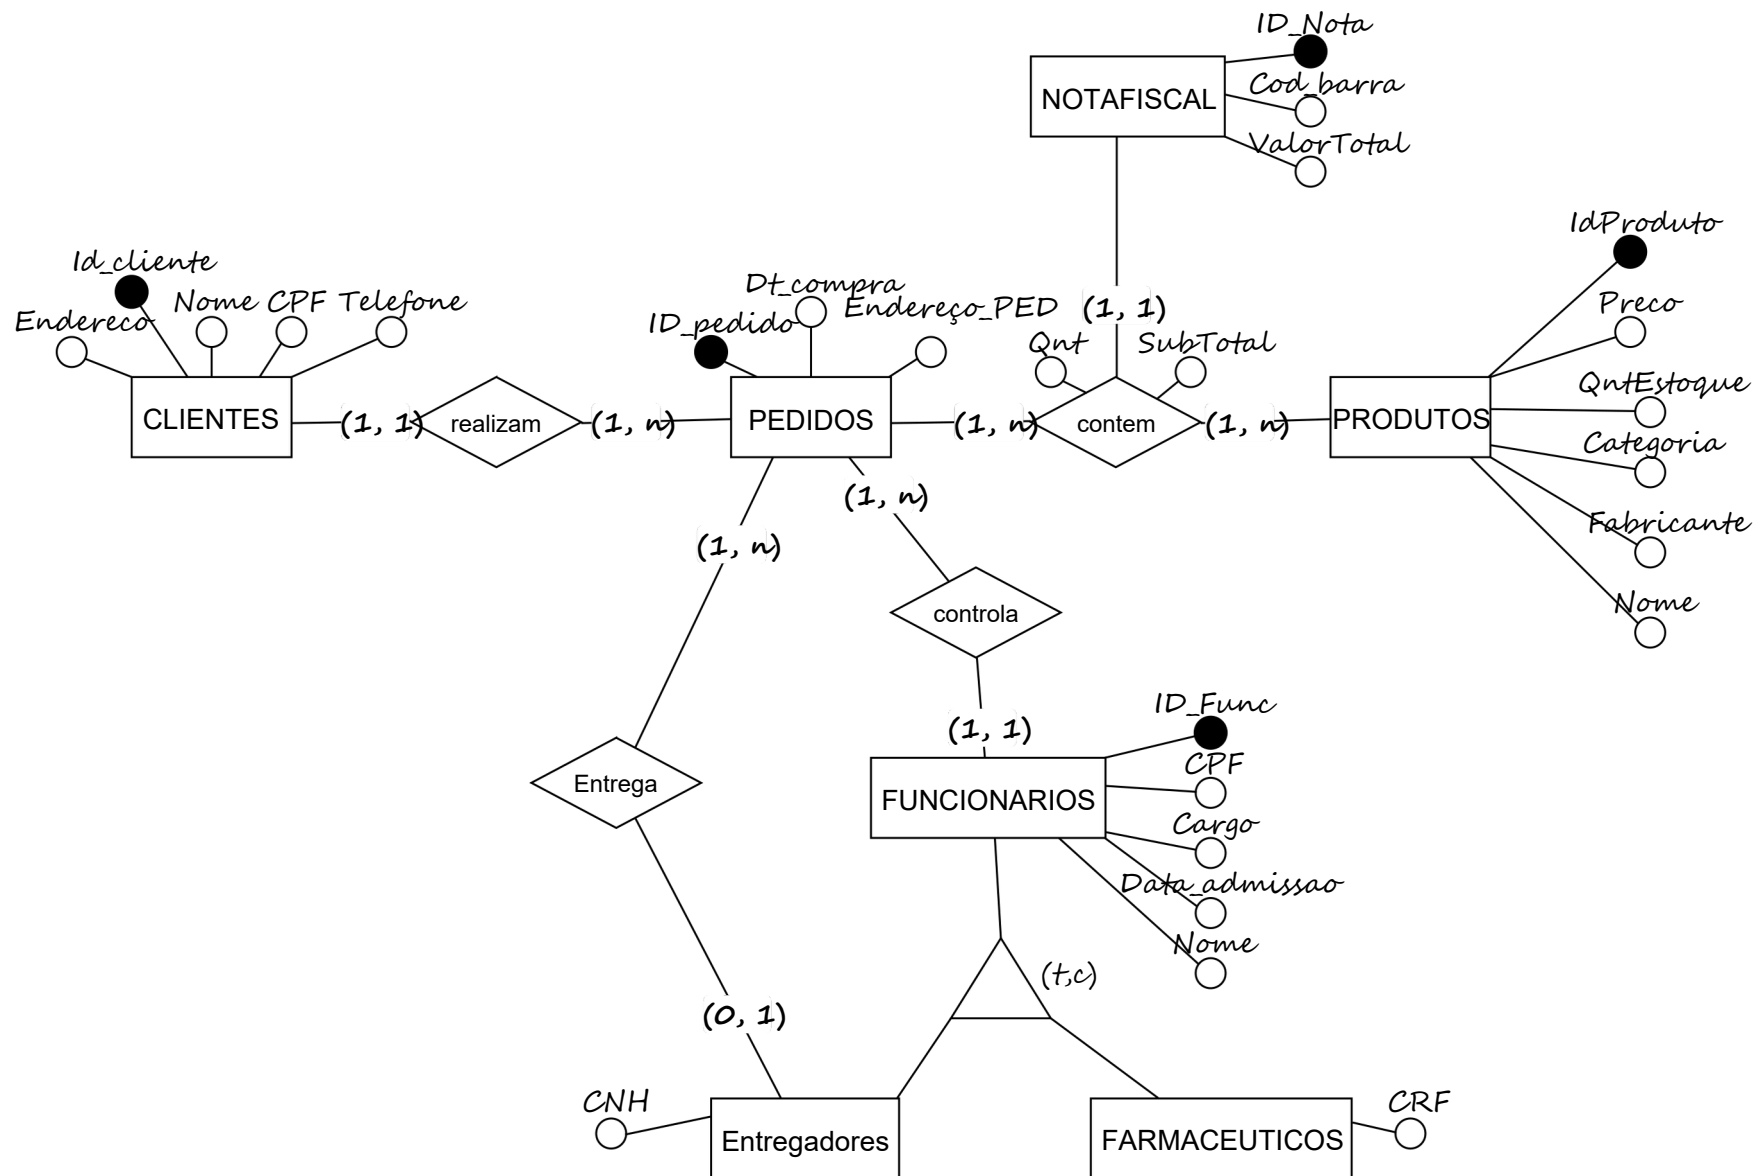 ID_Nota
NOTAFISCAL
Cod_barra
ValorTotal
IdProduto
Id_cliente
Nome CPF Telefone
Endereco
Dt_compra
Endereço_PED
ID_pedido
(1, 1)
Qnt
SubTotal
Preco
QntEstoque
CLIENTES
(1, 1)
realizam
(1, n)
PEDIDOS
(1, n)
contem
(1, n)
PRODUTOS
Categoria
Fabricante
Nome
(1, n)
(1, n)
controla
ID_Func
(1, 1)
CPF
Entrega
FUNCIONARIOS
Cargo
Data_admissao
Nome
(t,c)
(0, 1)
CNH
Entregadores
FARMACEUTICOS
CRF